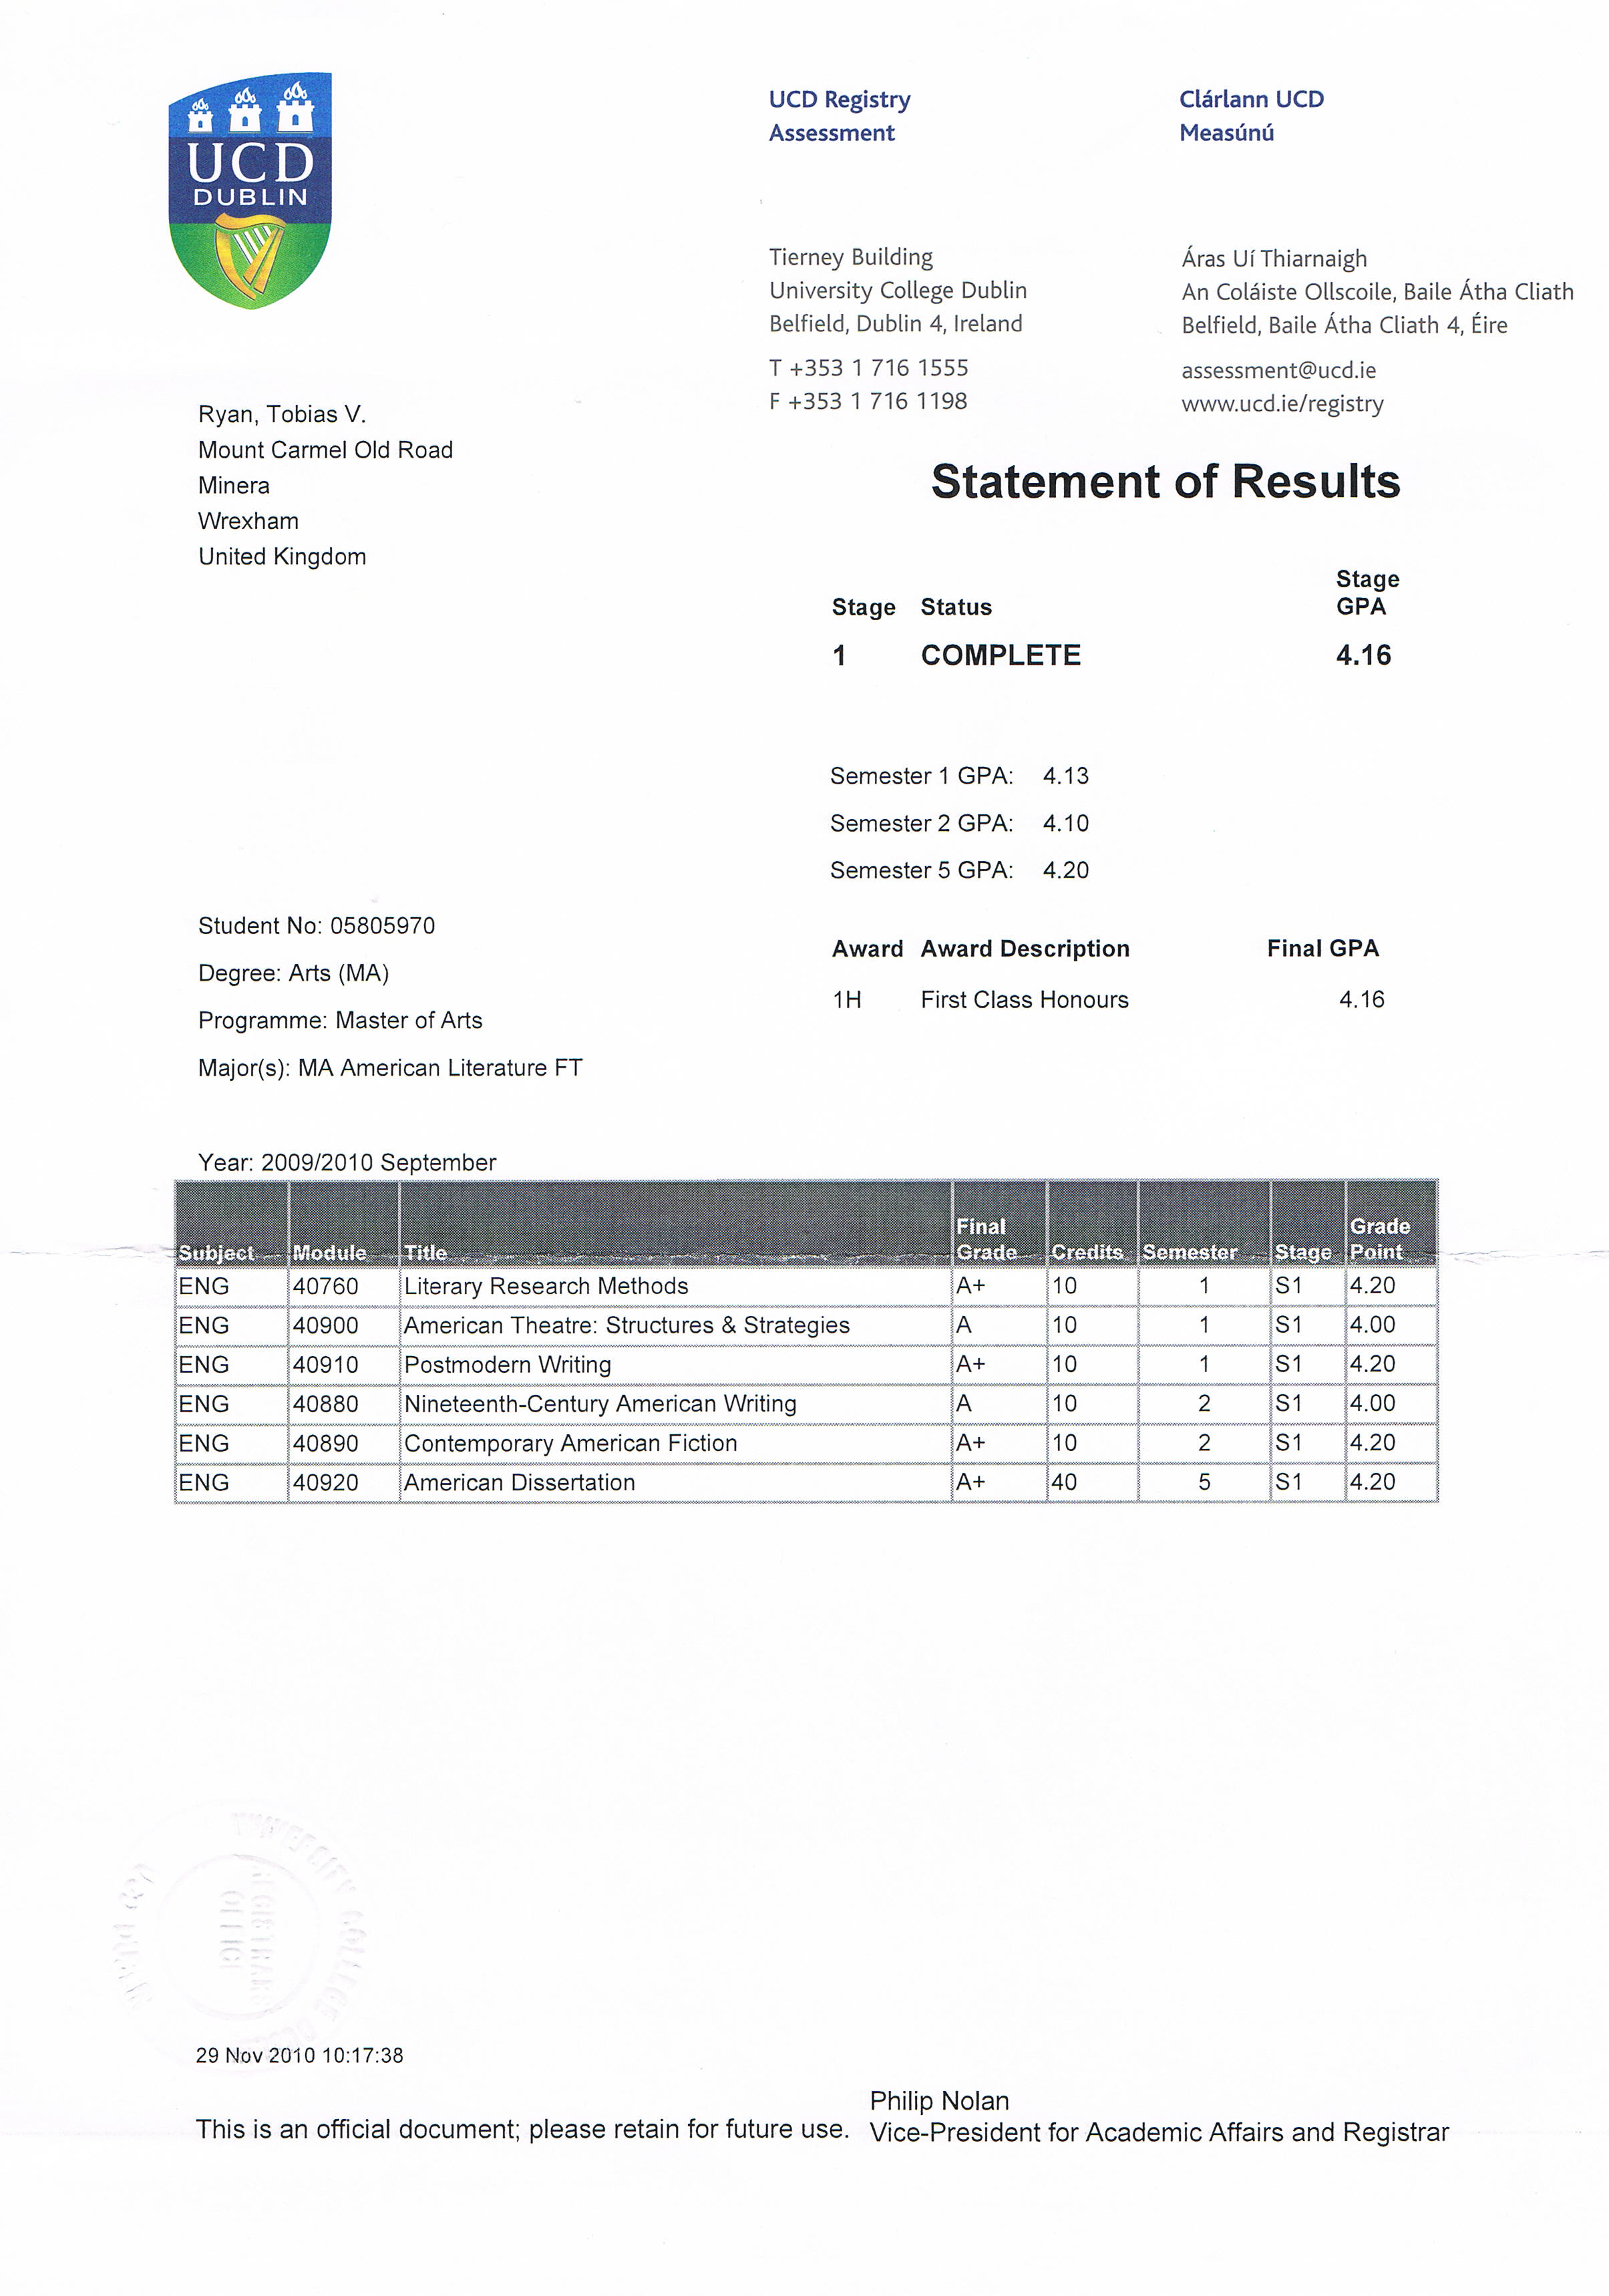 UCD
DUBLIN
UCD Registry
Assessment
Clárlann UCD
Measúnú
Tierney Building
University College Dublin
Belfield, Dublin 4, Ireland
T +353 1 716 1555
F +353 1 716 1198
Áras Uí Thiarnaigh
An Coláiste Ollscoile, Baile Átha Cliath
Belfield, Baile Átha Cliath 4, Éire
assessment@ucd.ie
www.ucd.ie/registry
Ryan, Tobias V.
Mount Carmel Old Road
Minera
Wrexham
United Kingdom
Statement of Results
Stage Status Stage GPA
1 COMPLETE 4.16
Semester 1 GPA: 4.13
Semester 2 GPA: 4.10
Semester 5 GPA: 4.20
Student No: 05805970
Degree: Arts (MA)
Programme: Master of Arts
Major(s): MA American Literature FT
Award Award Description Final GPA
1H First Class Honours 4.16
Year: 2009/2010 September
Subject Module Title Final Grade Credits Semester Stage Grade Point
ENG 40760 Literary Research Methods A+ 10 1 S1 4.20
ENG 40900 American Theatre: Structures & Strategies A 10 1 S1 4.00
ENG 40910 Postmodern Writing A+ 10 1 S1 4.20
ENG 40880 Nineteenth-Century American Writing A 10 2 S1 4.00
ENG 40890 Contemporary American Fiction A+ 10 2 S1 4.20
ENG 40920 American Dissertation A+ 40 5 S1 4.20
COLLEGE
29 Nov 2010 10:17:38
This is an official document; please retain for future use.
Philip Nolan
Vice-President for Academic Affairs and Registrar